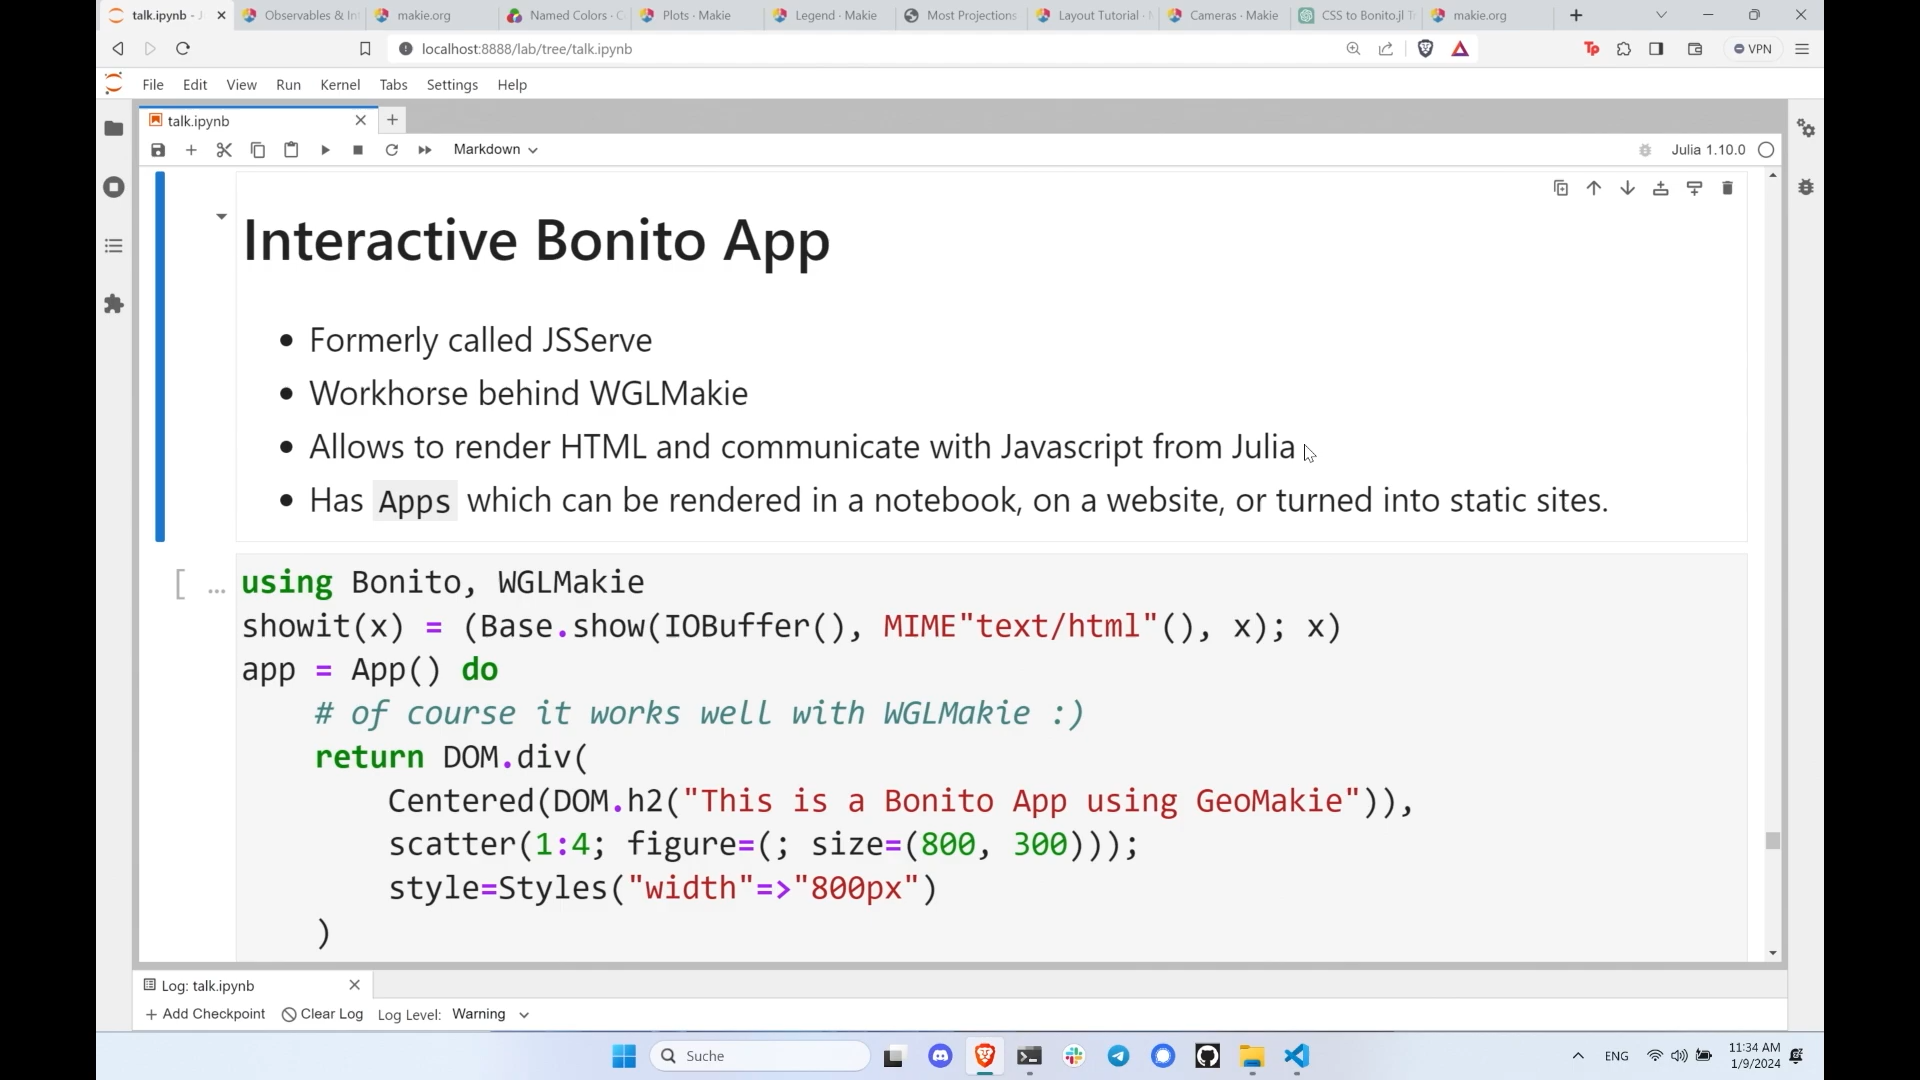 talk.ipynb - J
Observables & In
makie.org
Named Colors · C
Plots · Makie
Legend · Makie
Most Projections
Layout Tutorial ·
Cameras · Makie
CSS to Bonito.jl T
makie.org
localhost:8888/lab/tree/talk.ipynb
VPN
File Edit View Run Kernel Tabs Settings Help
talk.ipynb
Markdown
Julia 1.10.0
Interactive Bonito App
Formerly called JSServe
Workhorse behind WGLMakie
Allows to render HTML and communicate with Javascript from Julia
Has Apps which can be rendered in a notebook, on a website, or turned into static sites.
[ …
using Bonito, WGLMakie
showit(x) = (Base.show(IOBuffer(), MIME"text/html"(), x); x)
app = App() do
# of course it works well with WGLMakie :)
return DOM.div(
Centered(DOM.h2("This is a Bonito App using GeoMakie")),
scatter(1:4; figure=(; size=(800, 300)));
style=Styles("width"=>"800px")
)
Log: talk.ipynb
Add Checkpoint Clear Log Log Level: Warning
Suche
ENG
11:34 AM
1/9/2024